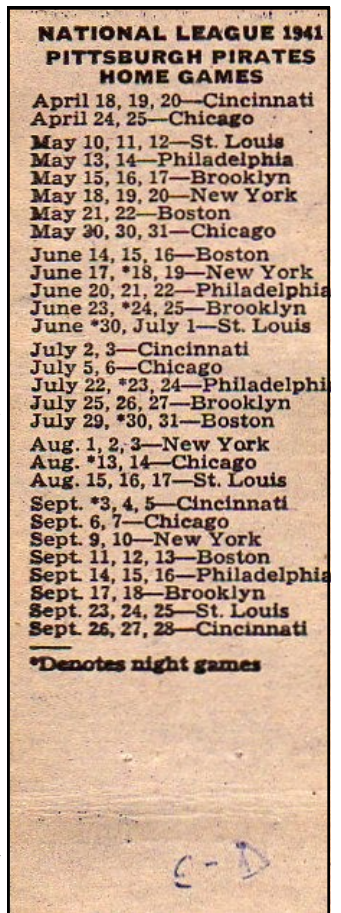 NATIONAL LEAGUE 1941
PITTSBURGH PIRATES
HOME GAMES
April 18, 19, 20—Cincinnati
April 24, 25—Chicago
May 10, 11, 12—St. Louis
May 13, 14—Philadelphia
May 15, 16, 17—Brooklyn
May 18, 19, 20—New York
May 21, 22—Boston
May 30, 30, 31—Chicago
June 14, 15, 16—Boston
June 17, *18, 19—New York
June 20, 21, 22—Philadelphia
June 23, *24, 25—Brooklyn
June *30, July 1—St. Louis
July 2, 3—Cincinnati
July 5, 6—Chicago
July 22, *23, 24—Philadelphi
July 25, 26, 27—Brooklyn
July 29, *30, 31—Boston
Aug. 1, 2, 3—New York
Aug. *13, 14—Chicago
Aug. 15, 16, 17—St. Louis
Sept. *3, 4, 5—Cincinnati
Sept. 6, 7—Chicago
Sept. 9, 10—New York
Sept. 11, 12, 13—Boston
Sept. 14, 15, 16—Philadelphia
Sept. 17, 18—Brooklyn
Sept. 23, 24, 25—St. Louis
Sept. 26, 27, 28—Cincinnati
*Denotes night games
C-D